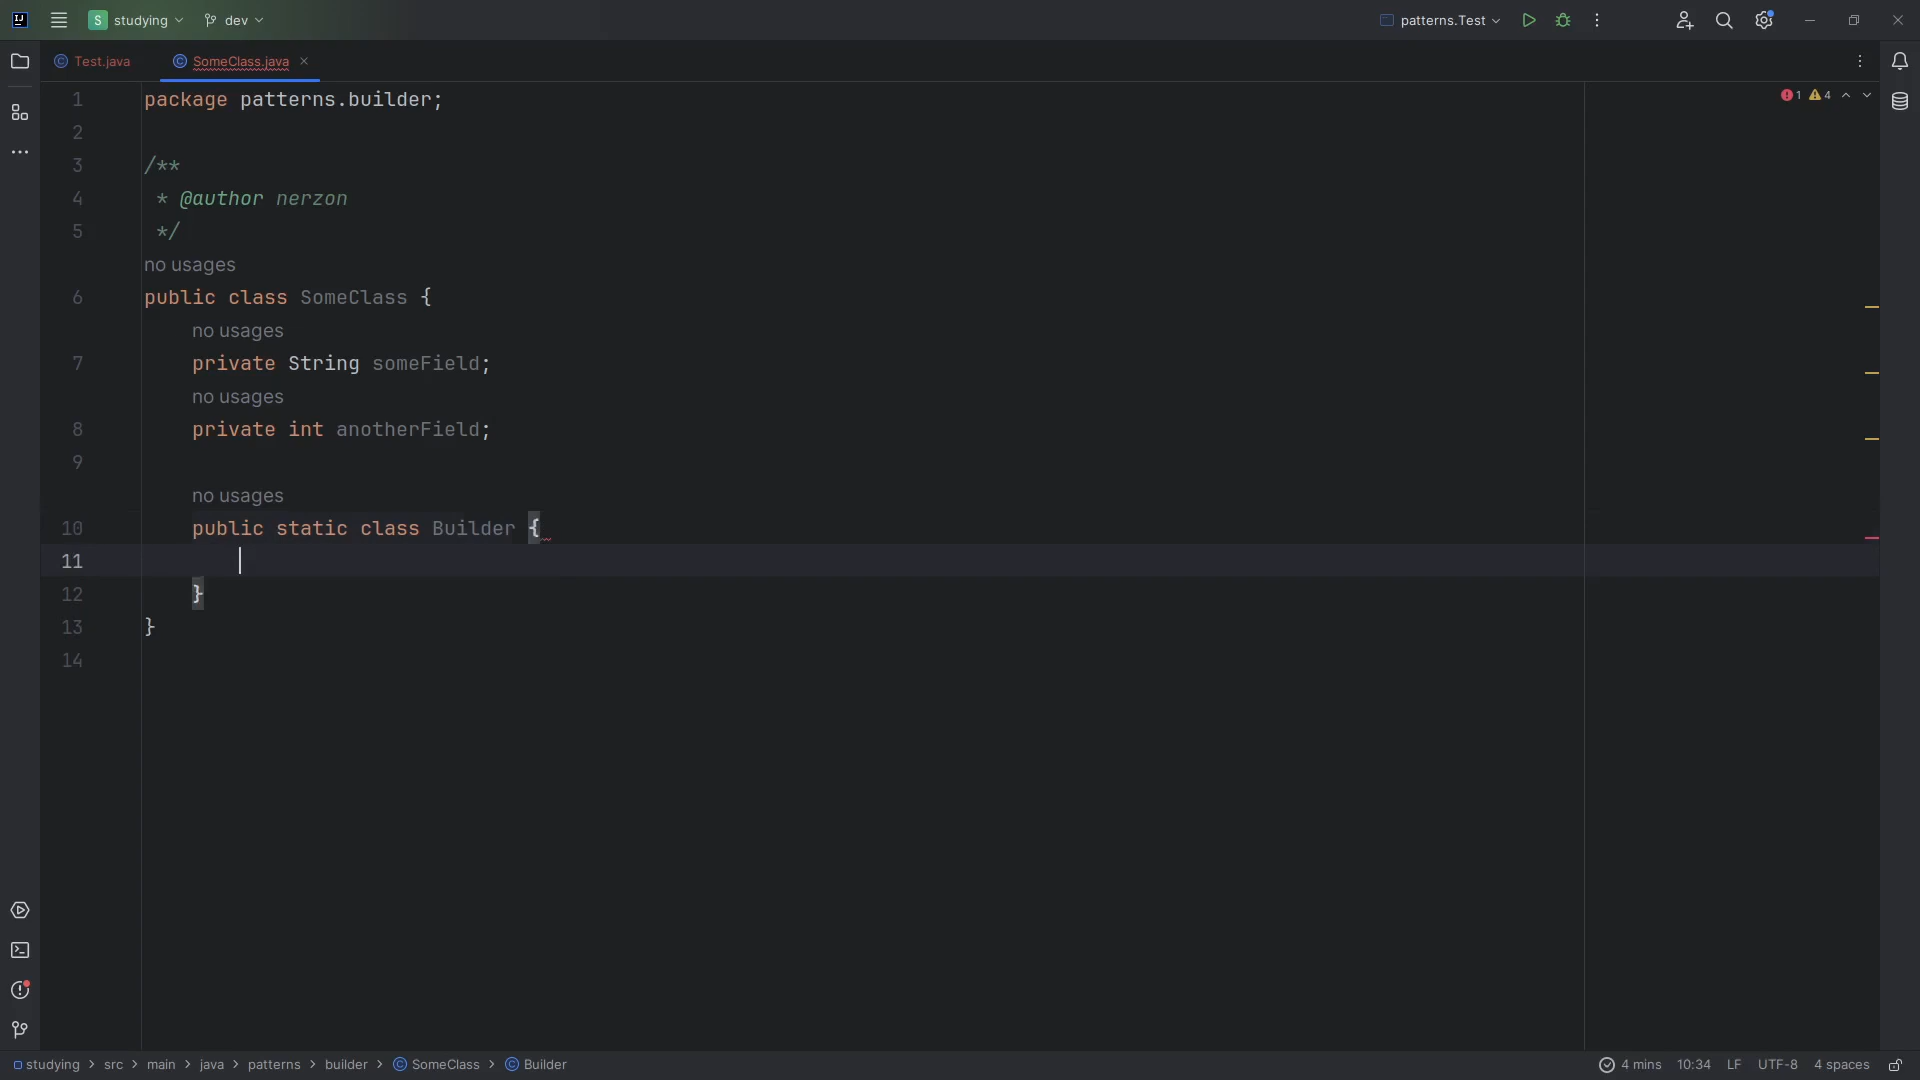 studying
dev
patterns.Test
Test.java
SomeClass.java
1 4
1 package patterns.builder;
2
3 /**
4 * @author nerzon
5 */
no usages
6 public class SomeClass {
no usages
7 private String someField;
no usages
8 private int anotherField;
9
no usages
10 public static class Builder {
11
12 }
13 }
14
studying > src > main > java > patterns > builder > SomeClass > Builder
4 mins 10:34 LF UTF-8 4 spaces